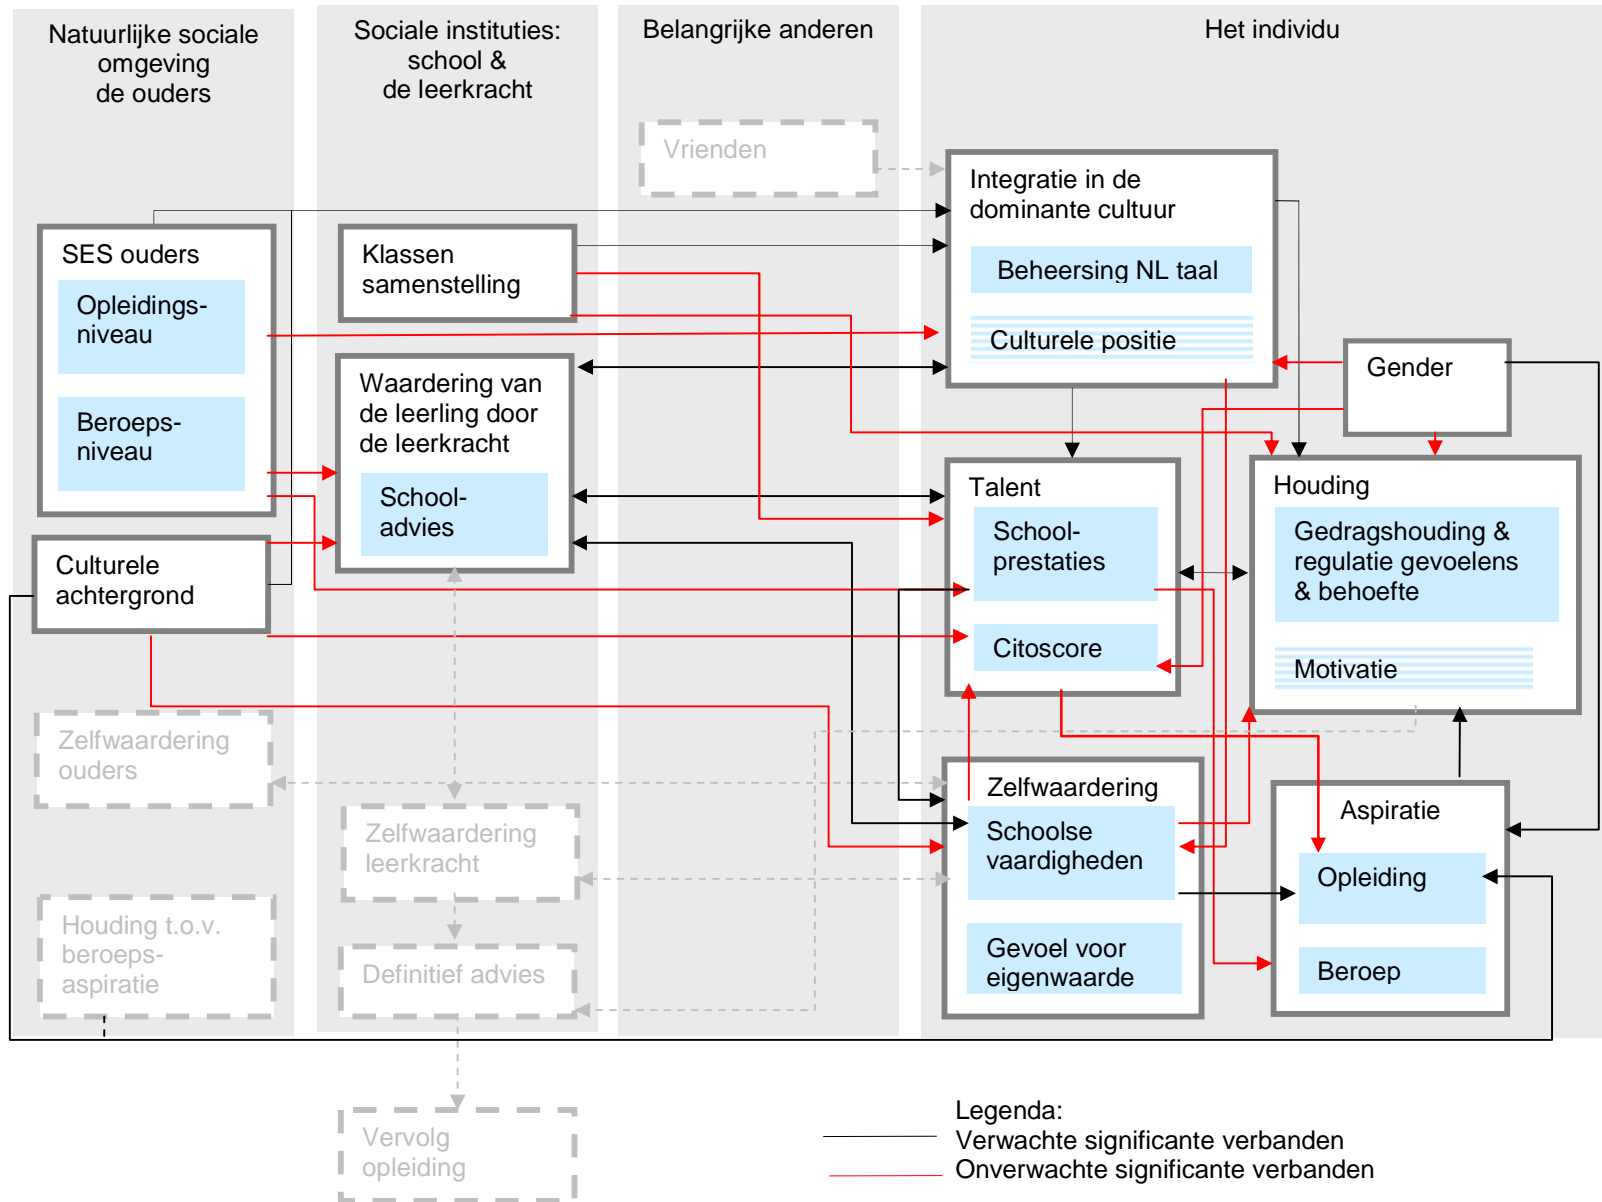 Natuurlijke sociale
omgeving
de ouders
Sociale instituties:
school &
de leerkracht
Belangrijke anderen
Het individu
Vrienden
Integratie in de
dominante cultuur
Beheersing NL taal
Culturele positie
SES ouders
Opleidings-
niveau
Beroeps-
niveau
Klassen
samenstelling
Waardering van
de leerling door
de leerkracht
School-
advies
Gender
Talent
School-
prestaties
Citoscore
Houding
Gedragshouding &
regulatie gevoelens
& behoefte
Motivatie
Culturele
achtergrond
Zelfwaardering
ouders
Zelfwaardering
leerkracht
Zelfwaardering
Schoolse
vaardigheden
Gevoel voor
eigenwaarde
Aspiratie
Opleiding
Beroep
Houding t.o.v.
beroeps-
aspiratie
Definitief advies
Vervolg
opleiding
Legenda:
Verwachte significante verbanden
Onverwachte significante verbanden